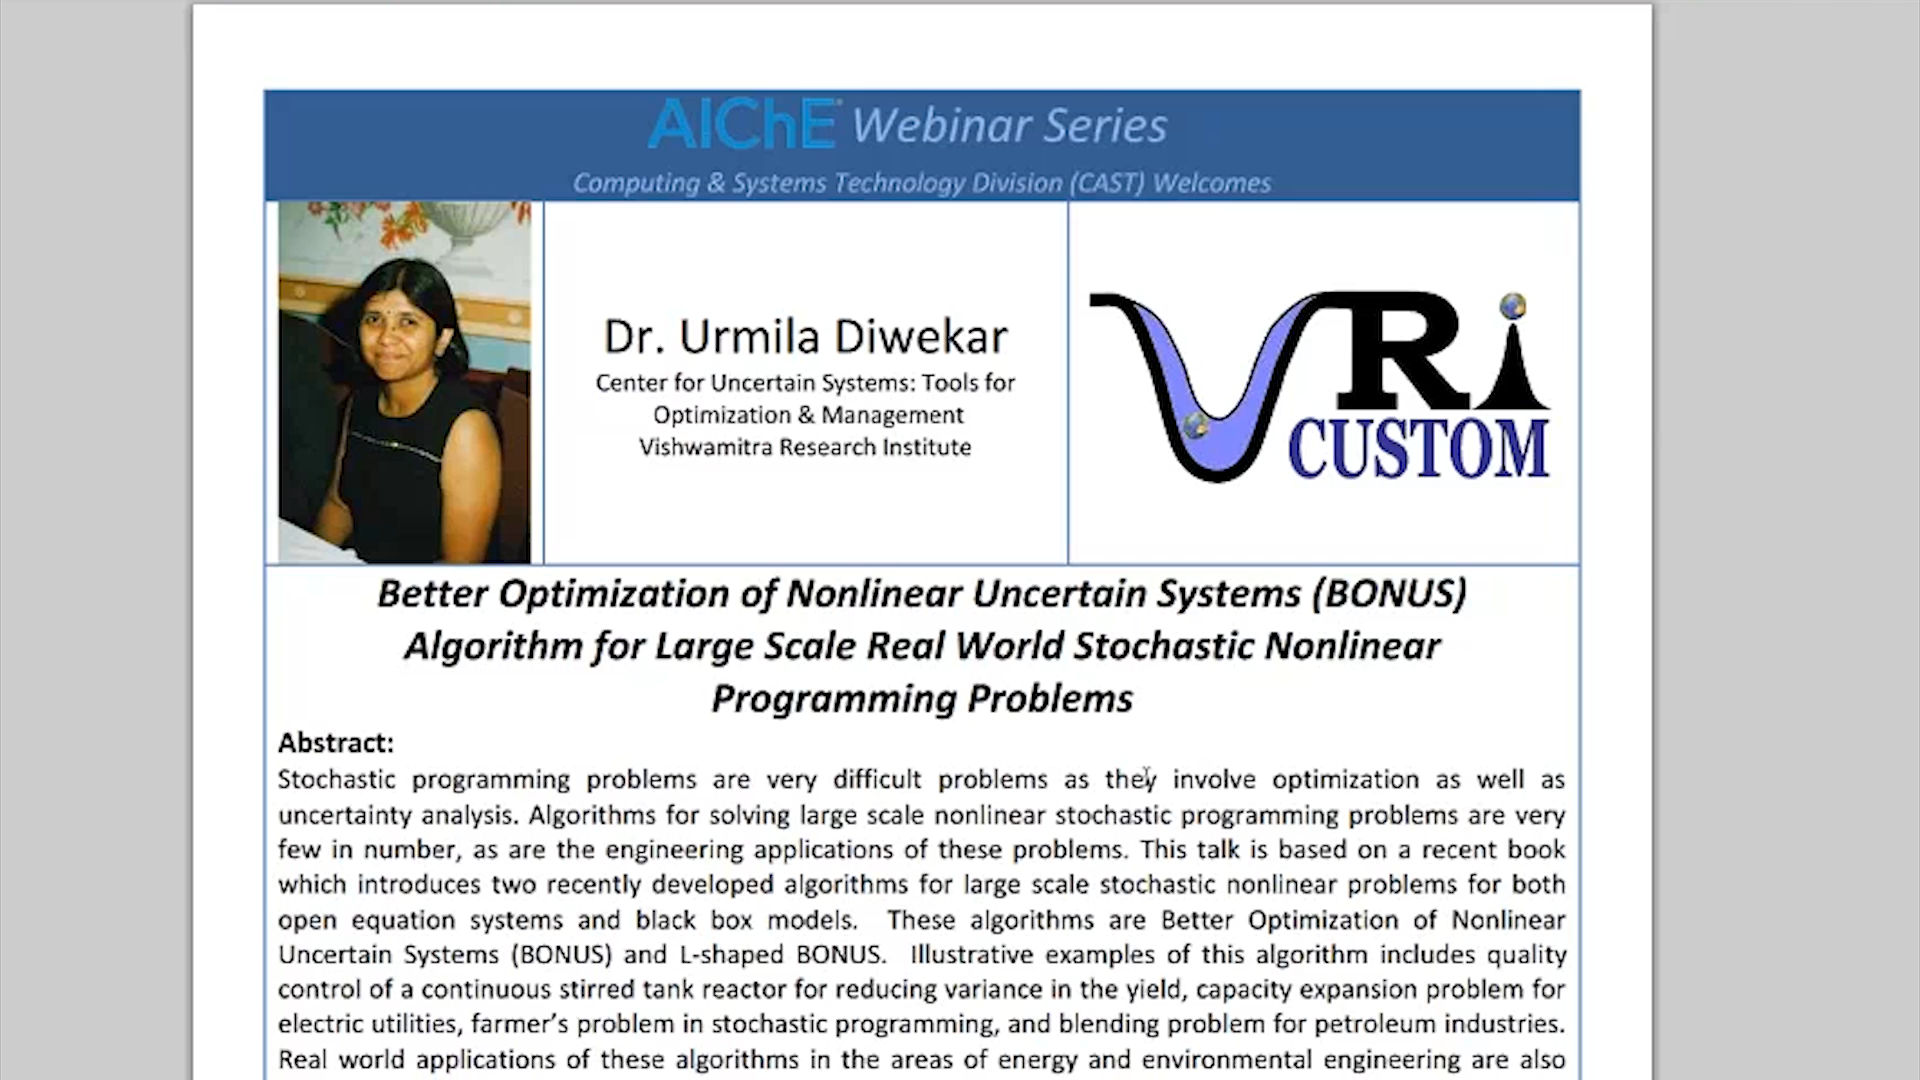 AIChE Webinar Series
Computing & Systems Technology Division (CAST) Welcomes
Dr. Urmila Diwekar
Center for Uncertain Systems: Tools for
Optimization & Management
Vishwamitra Research Institute
VRi
CUSTOM
Better Optimization of Nonlinear Uncertain Systems (BONUS)
Algorithm for Large Scale Real World Stochastic Nonlinear
Programming Problems
Abstract:
Stochastic programming problems are very difficult problems as they involve optimization as well as
uncertainty analysis. Algorithms for solving large scale nonlinear stochastic programming problems are very
few in number, as are the engineering applications of these problems. This talk is based on a recent book
which introduces two recently developed algorithms for large scale stochastic nonlinear problems for both
open equation systems and black box models. These algorithms are Better Optimization of Nonlinear
Uncertain Systems (BONUS) and L-shaped BONUS. Illustrative examples of this algorithm includes quality
control of a continuous stirred tank reactor for reducing variance in the yield, capacity expansion problem for
electric utilities, farmer's problem in stochastic programming, and blending problem for petroleum industries.
Real world applications of these algorithms in the areas of energy and environmental engineering are also